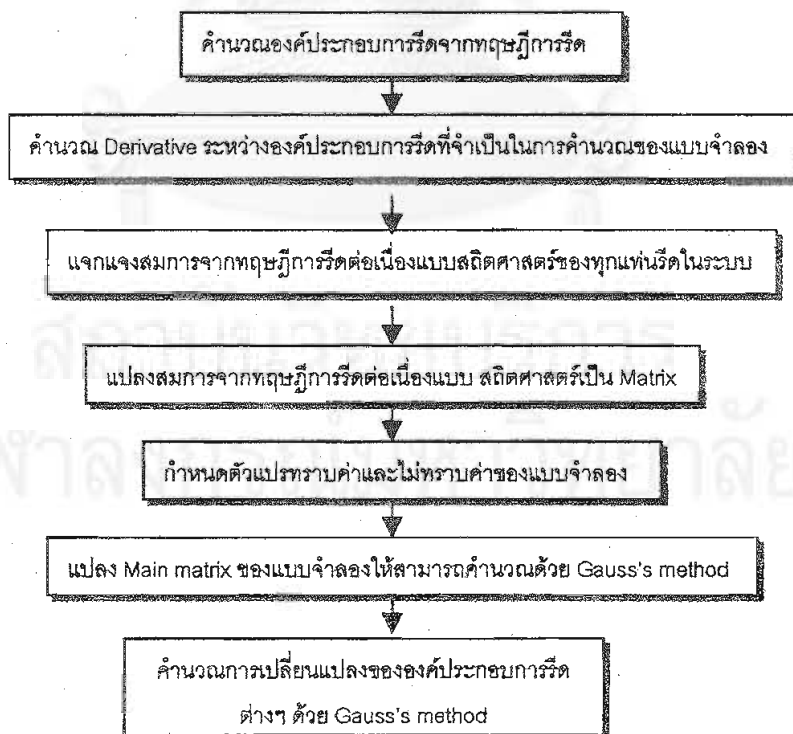 คำนวณองค์ประกอบการรีดจากทฤษฎีการรีด
คำนวณ Derivative ระหว่างองค์ประกอบการรีดที่จำเป็นในการคำนวณของแบบจำลอง
แจกแจงสมการจากทฤษฎีการรีดต่อเนื่องแบบสถิตศาสตร์ของทุกแท่นรีดในระบบ
แปลงสมการจากทฤษฎีการรีดต่อเนื่องแบบ สถิตศาสตร์เป็น Matrix
กำหนดตัวแปรทราบค่าและไม่ทราบค่าของแบบจำลอง
แปลง Main matrix ของแบบจำลองให้สามารถคำนวณด้วย Gauss's method
คำนวณการเปลี่ยนแปลงขององค์ประกอบการรีด
ต่างๆ ด้วย Gauss's method